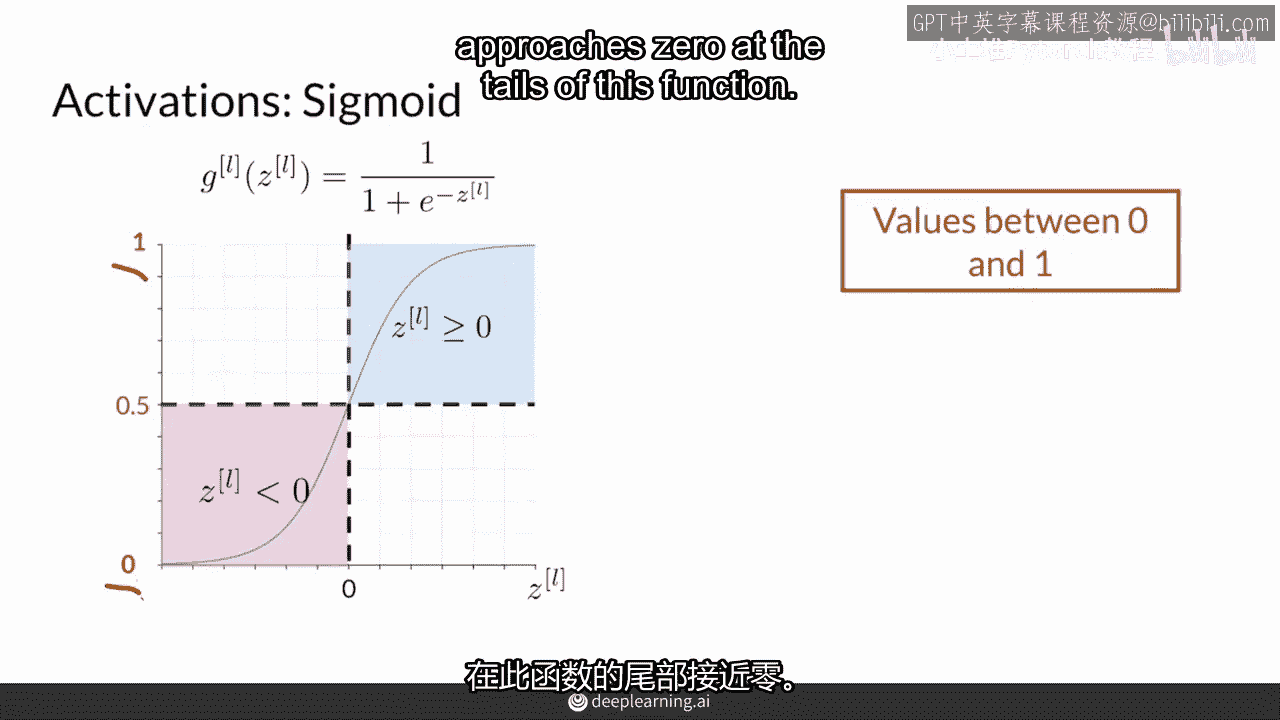 GPT中英字幕课程资源@bilibili.com
approaches zero at the
tails of this function.
Activations: Sigmoid
g^{[l]}(z^{[l]}) = \frac{1}{1 + e^{-z^{[l]}}}
Values between 0
and 1
1
z^{[l]} ≥ 0
0.5
z^{[l]} < 0
0
0
z^{[l]}
在此函数的尾部接近零。
deeplearning.ai